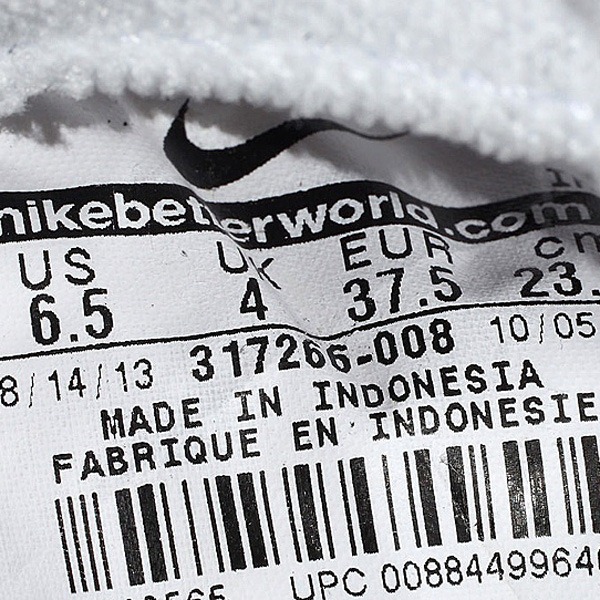 nikebetterworld.com
US UK EUR cm
6.5 4 37.5 23.
8/14/13 317266-008 10/05
MADE IN INDONESIA
FABRIQUE EN INDONESIE
UPC 0088449964